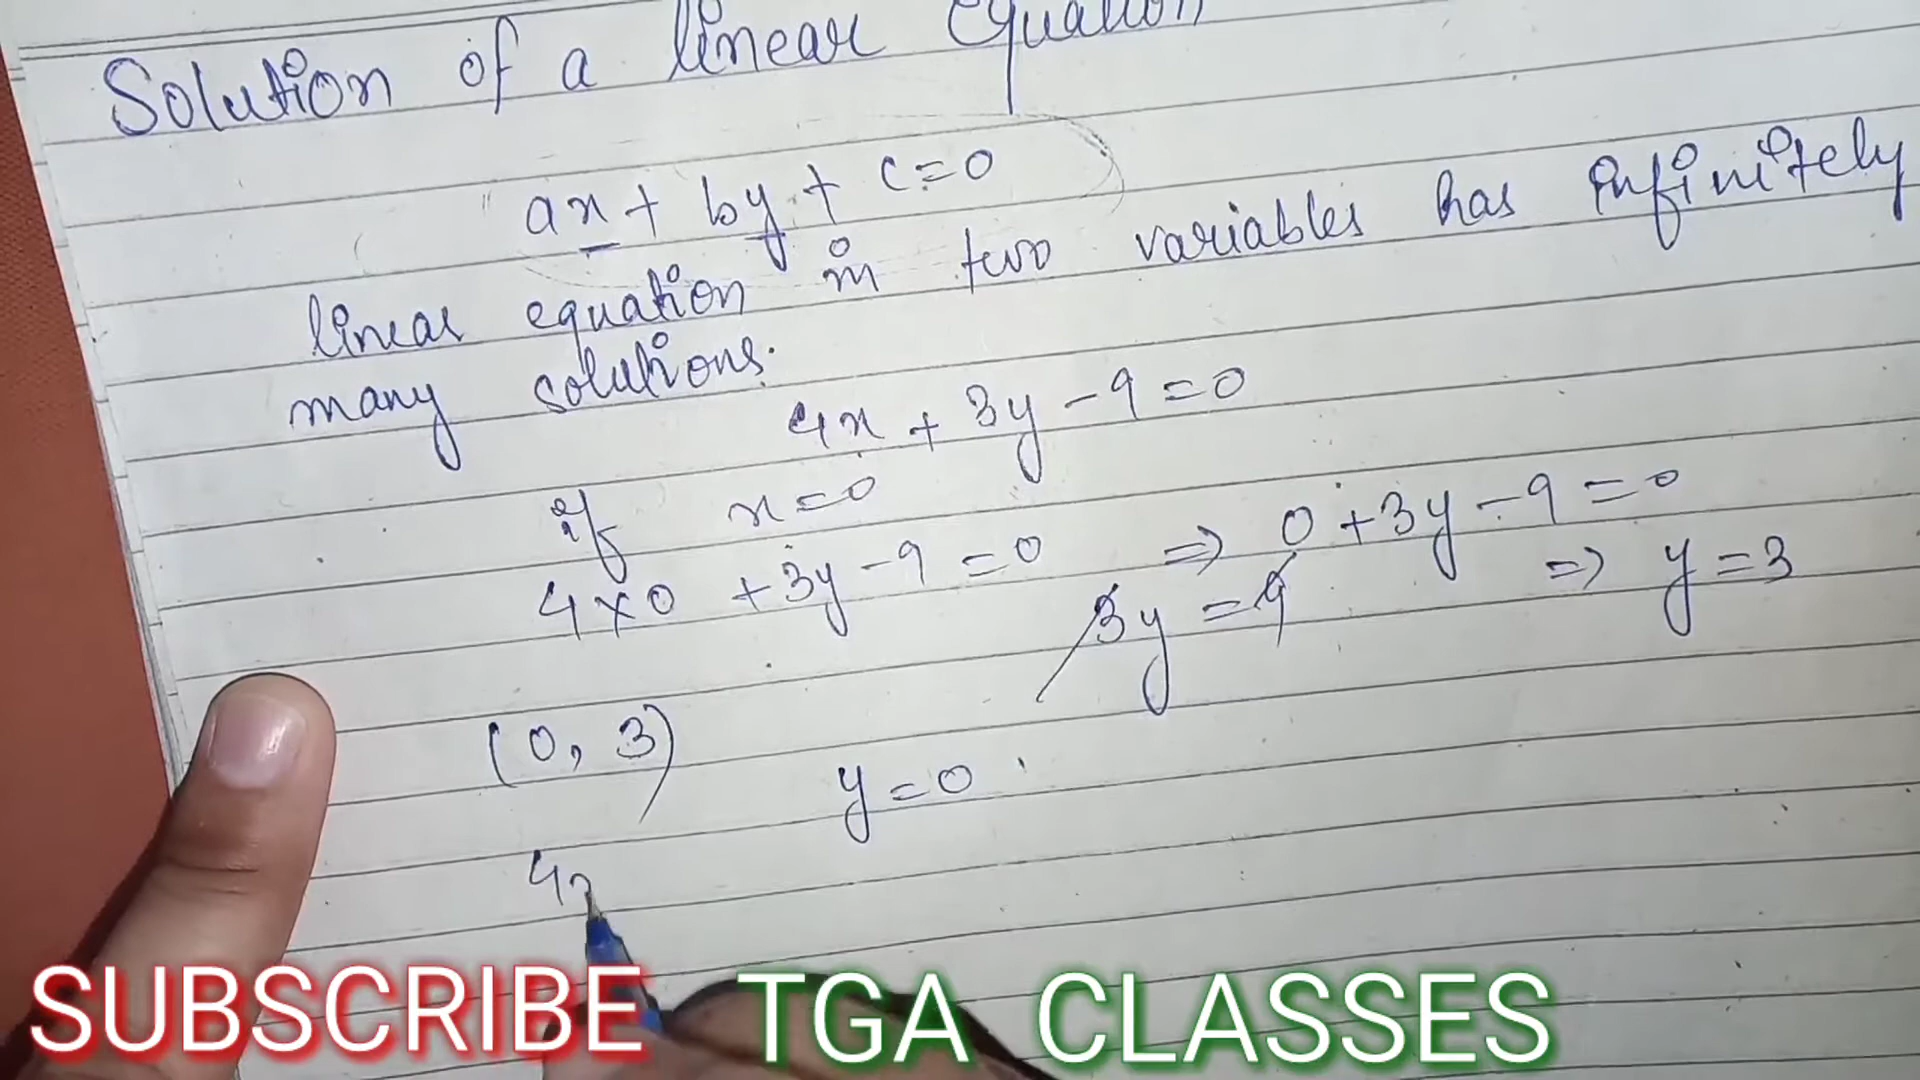 Solution of a linear Equation
ax + by + c = 0
linear equation in two variables has infinitely
many solutions.
4x + 3y - 9 = 0
if x = 0
4 × 0 + 3y - 9 = 0 ⇒ 0 + 3y - 9 = 0
3y = 9 ⇒ y = 3
(0, 3)
y = 0
4x
SUBSCRIBE TGA CLASSES